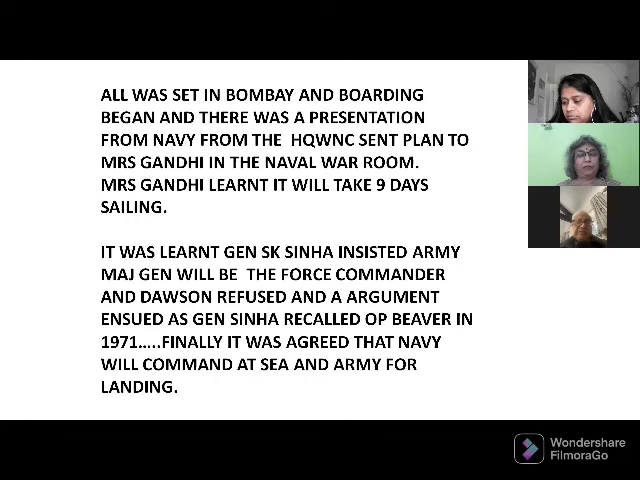 ALL WAS SET IN BOMBAY AND BOARDING
BEGAN AND THERE WAS A PRESENTATION
FROM NAVY FROM THE HQWNC SENT PLAN TO
MRS GANDHI IN THE NAVAL WAR ROOM.
MRS GANDHI LEARNT IT WILL TAKE 9 DAYS
SAILING.
IT WAS LEARNT GEN SK SINHA INSISTED ARMY
MAJ GEN WILL BE THE FORCE COMMANDER
AND DAWSON REFUSED AND A ARGUMENT
ENSUED AS GEN SINHA RECALLED OP BEAVER IN
1971.....FINALLY IT WAS AGREED THAT NAVY
WILL COMMAND AT SEA AND ARMY FOR
LANDING.
Wondershare
FilmoraGo